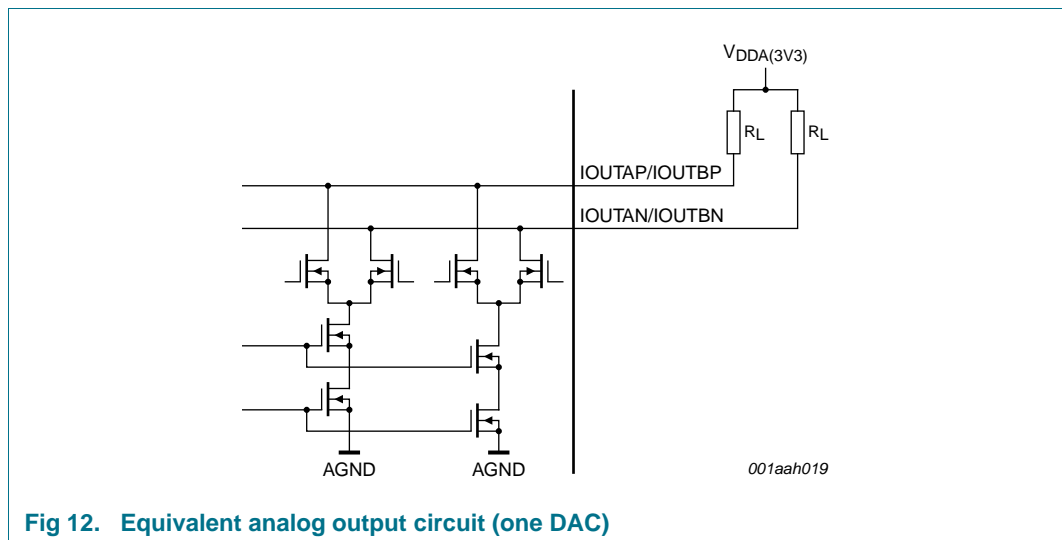 VDDA(3V3)
RL RL
IOUTAP/IOUTBP
IOUTAN/IOUTBN
AGND AGND
001aah019
Fig 12. Equivalent analog output circuit (one DAC)